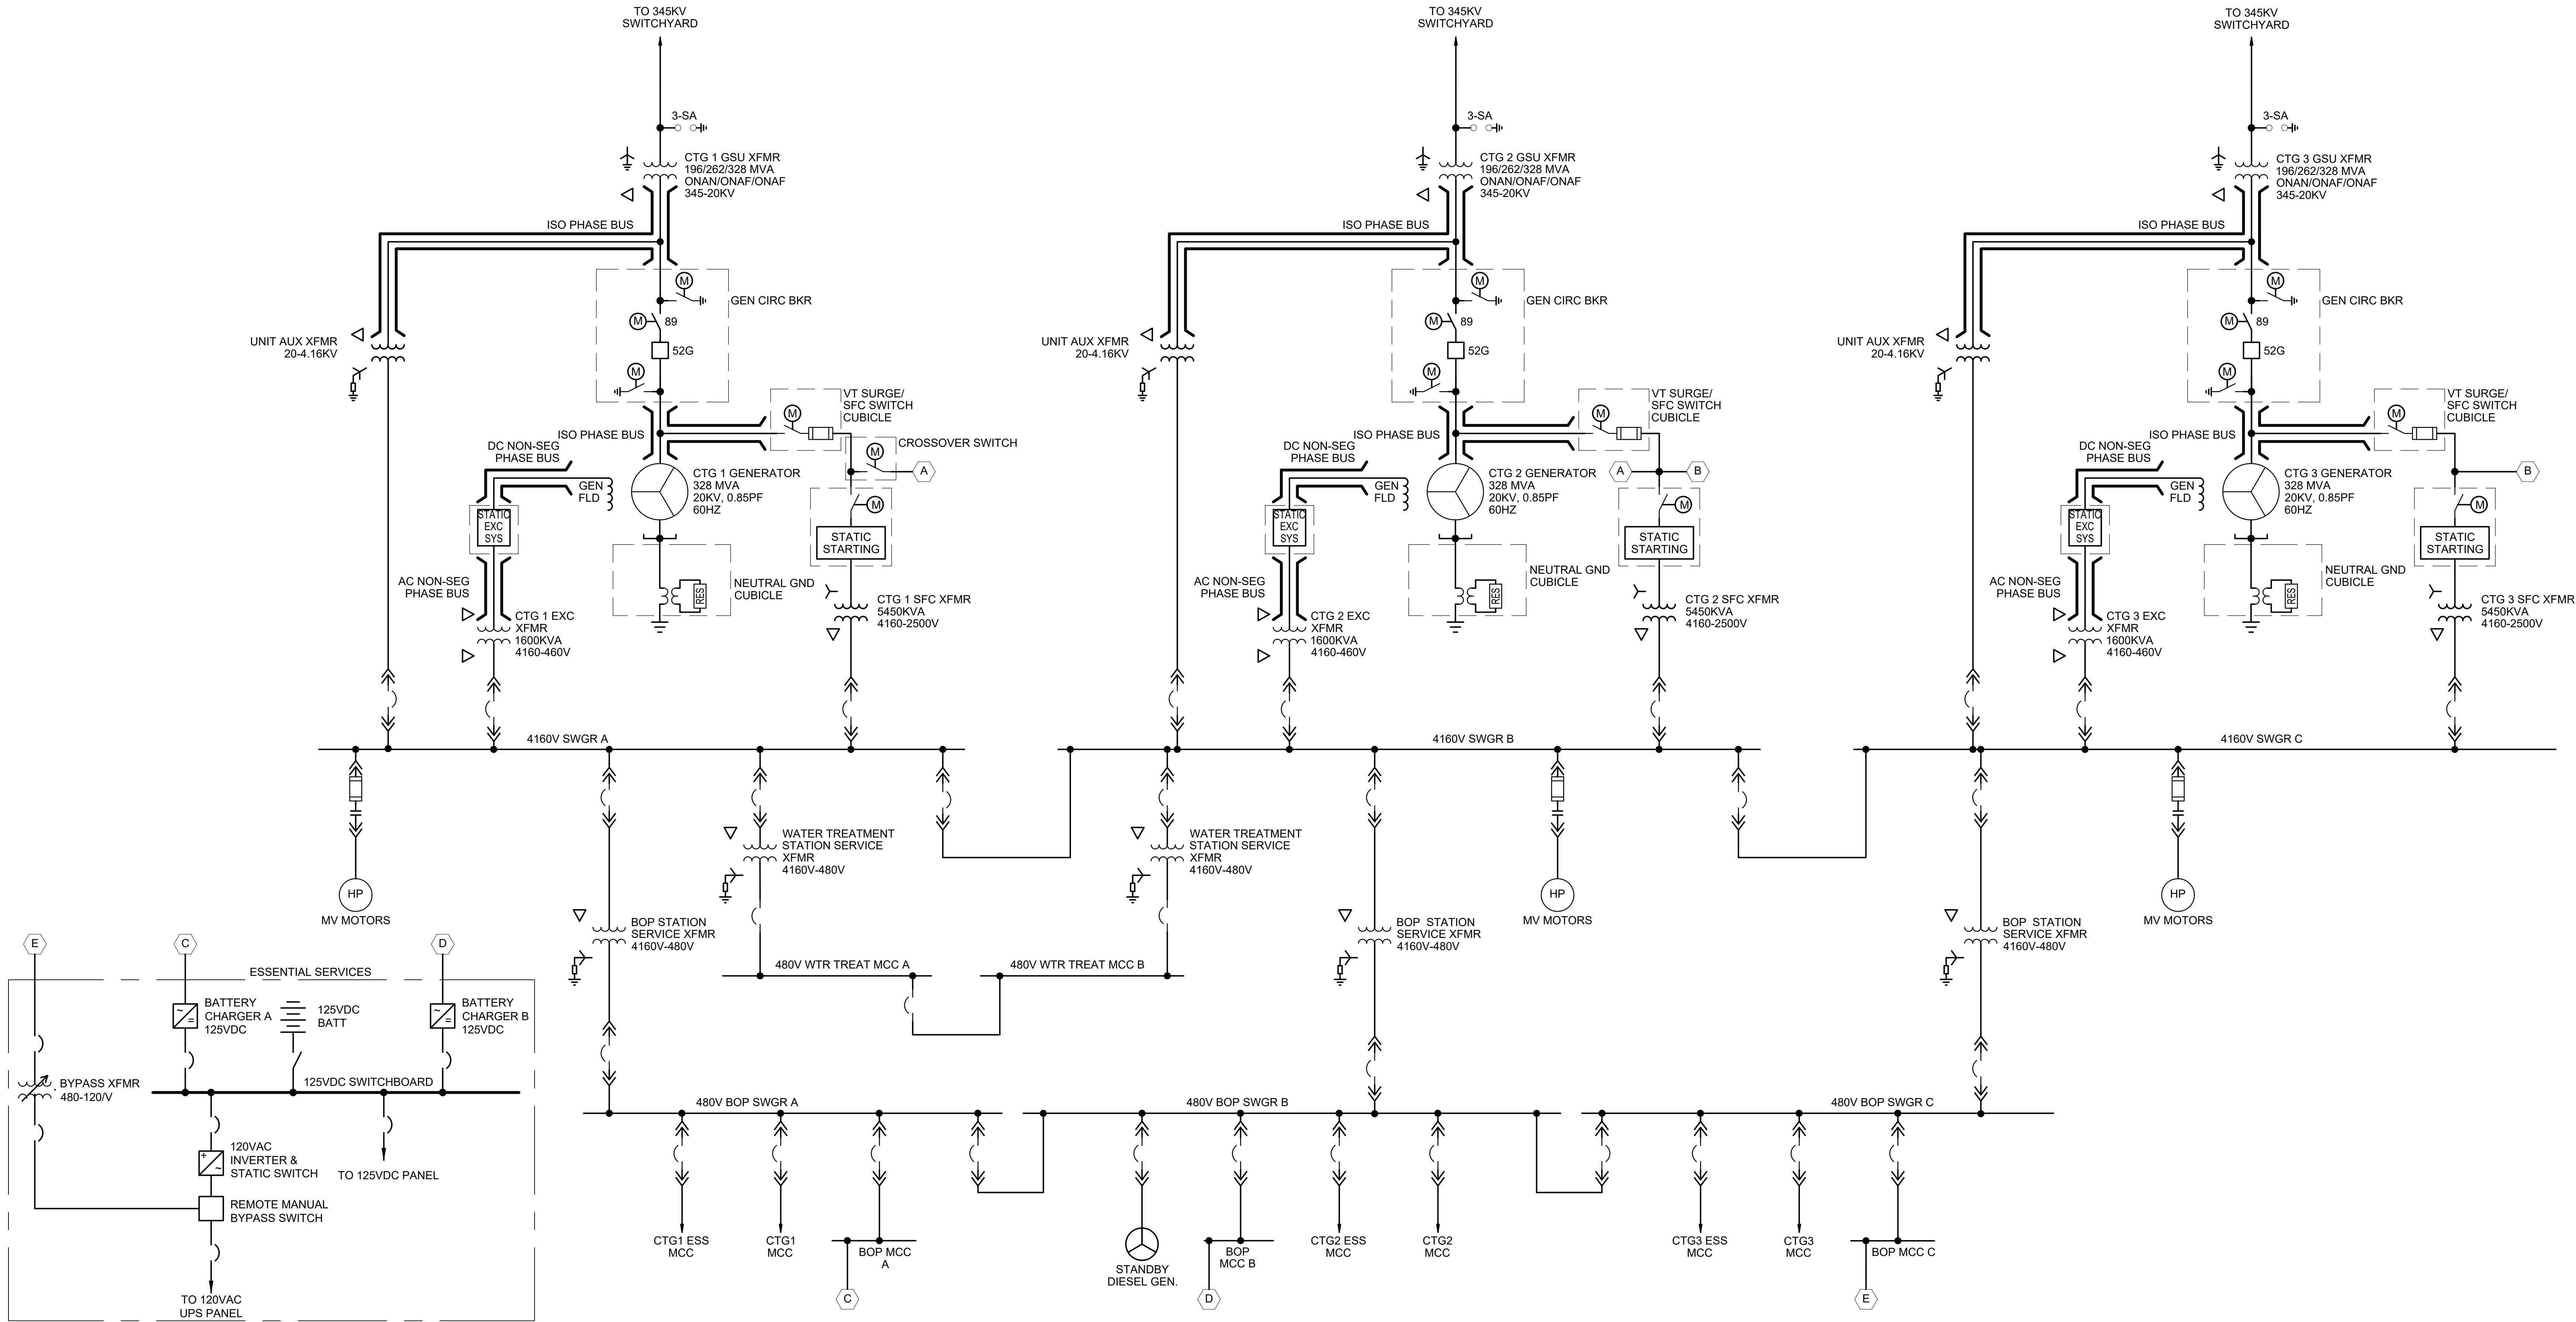 TO 345KV
SWITCHYARD
TO 345KV
SWITCHYARD
TO 345KV
SWITCHYARD
3-SA
3-SA
3-SA
CTG 1 GSU XFMR
196/262/328 MVA
ONAN/ONAF/ONAF
345-20KV
CTG 2 GSU XFMR
196/262/328 MVA
ONAN/ONAF/ONAF
345-20KV
CTG 3 GSU XFMR
196/262/328 MVA
ONAN/ONAF/ONAF
345-20KV
ISO PHASE BUS
ISO PHASE BUS
ISO PHASE BUS
M
GEN CIRC BKR
M
GEN CIRC BKR
M
GEN CIRC BKR
M
89
M
89
M
89
UNIT AUX XFMR
20-4.16KV
52G
UNIT AUX XFMR
20-4.16KV
52G
UNIT AUX XFMR
20-4.16KV
52G
M
M
M
VT SURGE/
SFC SWITCH
CUBICLE
M
VT SURGE/
SFC SWITCH
CUBICLE
M
VT SURGE/
SFC SWITCH
CUBICLE
M
ISO PHASE BUS
ISO PHASE BUS
ISO PHASE BUS
CROSSOVER SWITCH
M
A
DC NON-SEG
PHASE BUS
DC NON-SEG
PHASE BUS
DC NON-SEG
PHASE BUS
A
B
B
GEN
FLD
CTG 1 GENERATOR
328 MVA
20KV, 0.85PF
60HZ
GEN
FLD
CTG 2 GENERATOR
328 MVA
20KV, 0.85PF
60HZ
GEN
FLD
CTG 3 GENERATOR
328 MVA
20KV, 0.85PF
60HZ
M
M
M
STATIC
EXC
SYS
STATIC
EXC
SYS
STATIC
EXC
SYS
STATIC
STARTING
STATIC
STARTING
STATIC
STARTING
AC NON-SEG
PHASE BUS
AC NON-SEG
PHASE BUS
AC NON-SEG
PHASE BUS
RES
NEUTRAL GND
CUBICLE
RES
NEUTRAL GND
CUBICLE
RES
NEUTRAL GND
CUBICLE
CTG 1 EXC
XFMR
1600KVA
4160-460V
CTG 1 SFC XFMR
5450KVA
4160-2500V
CTG 2 EXC
XFMR
1600KVA
4160-460V
CTG 2 SFC XFMR
5450KVA
4160-2500V
CTG 3 EXC
XFMR
1600KVA
4160-460V
CTG 3 SFC XFMR
5450KVA
4160-2500V
4160V SWGR A
4160V SWGR B
4160V SWGR C
WATER TREATMENT
STATION SERVICE
XFMR
4160V-480V
WATER TREATMENT
STATION SERVICE
XFMR
4160V-480V
HP
MV MOTORS
HP
MV MOTORS
HP
MV MOTORS
BOP STATION
SERVICE XFMR
4160V-480V
BOP STATION
SERVICE XFMR
4160V-480V
BOP STATION
SERVICE XFMR
4160V-480V
480V WTR TREAT MCC A
480V WTR TREAT MCC B
E
C
D
ESSENTIAL SERVICES
~
=
BATTERY
CHARGER A
125VDC
125VDC
BATT
~
=
BATTERY
CHARGER B
125VDC
BYPASS XFMR
480-120/V
125VDC SWITCHBOARD
+
~
120VAC
INVERTER &
STATIC SWITCH
TO 125VDC PANEL
REMOTE MANUAL
BYPASS SWITCH
TO 120VAC
UPS PANEL
480V BOP SWGR A
480V BOP SWGR B
480V BOP SWGR C
CTG1 ESS
MCC
CTG1
MCC
BOP MCC
A
C
STANDBY
DIESEL GEN.
BOP
MCC B
D
CTG2 ESS
MCC
CTG2
MCC
CTG3 ESS
MCC
CTG3
MCC
BOP MCC C
E